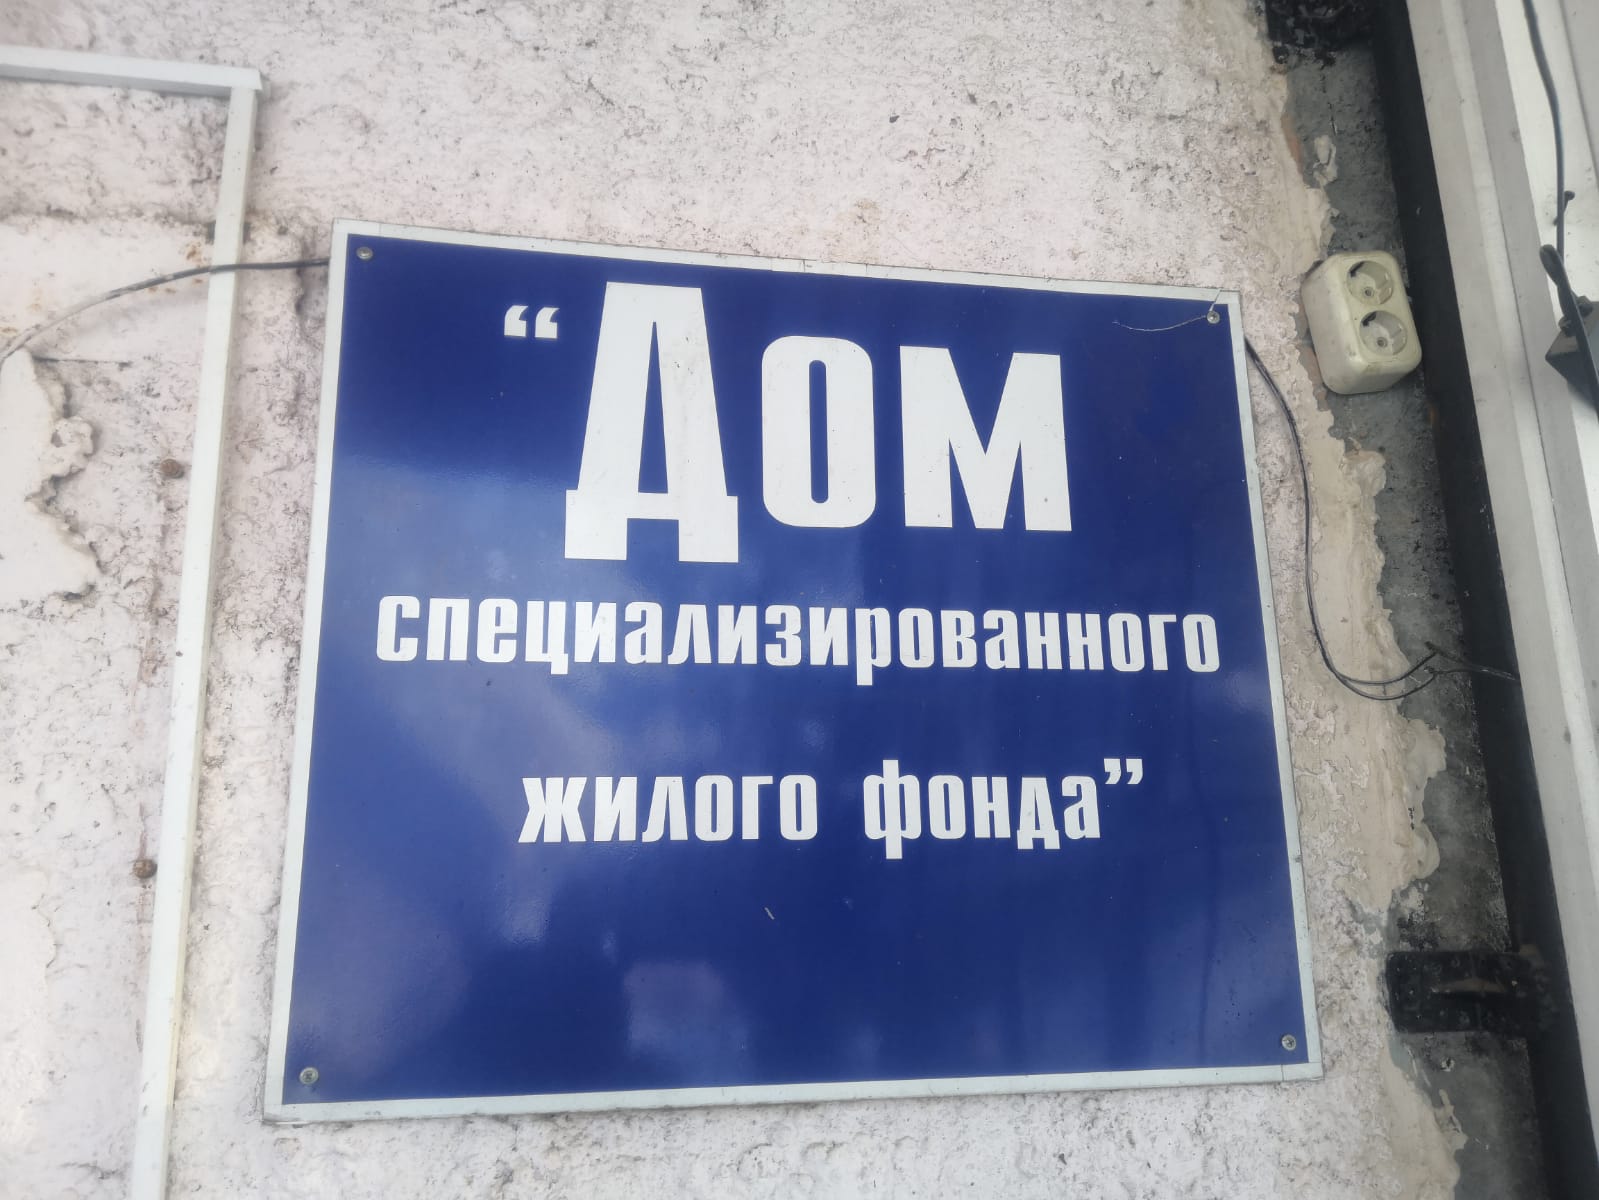 “Дом
специализированного
жилого фонда”